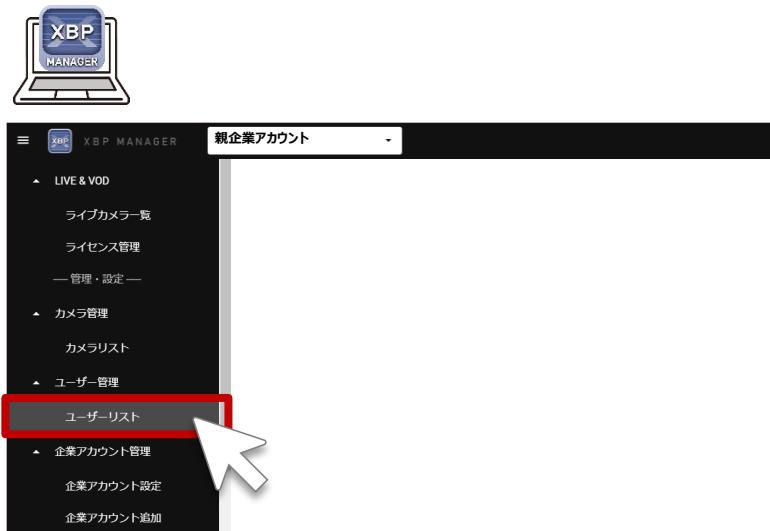 XBP
MANAGER
XBP XBP MANAGER 親企業アカウント
LIVE & VOD
ライブカメラ一覧
ライセンス管理
── 管理・設定 ──
カメラ管理
カメラリスト
ユーザー管理
ユーザーリスト
企業アカウント管理
企業アカウント設定
企業アカウント追加